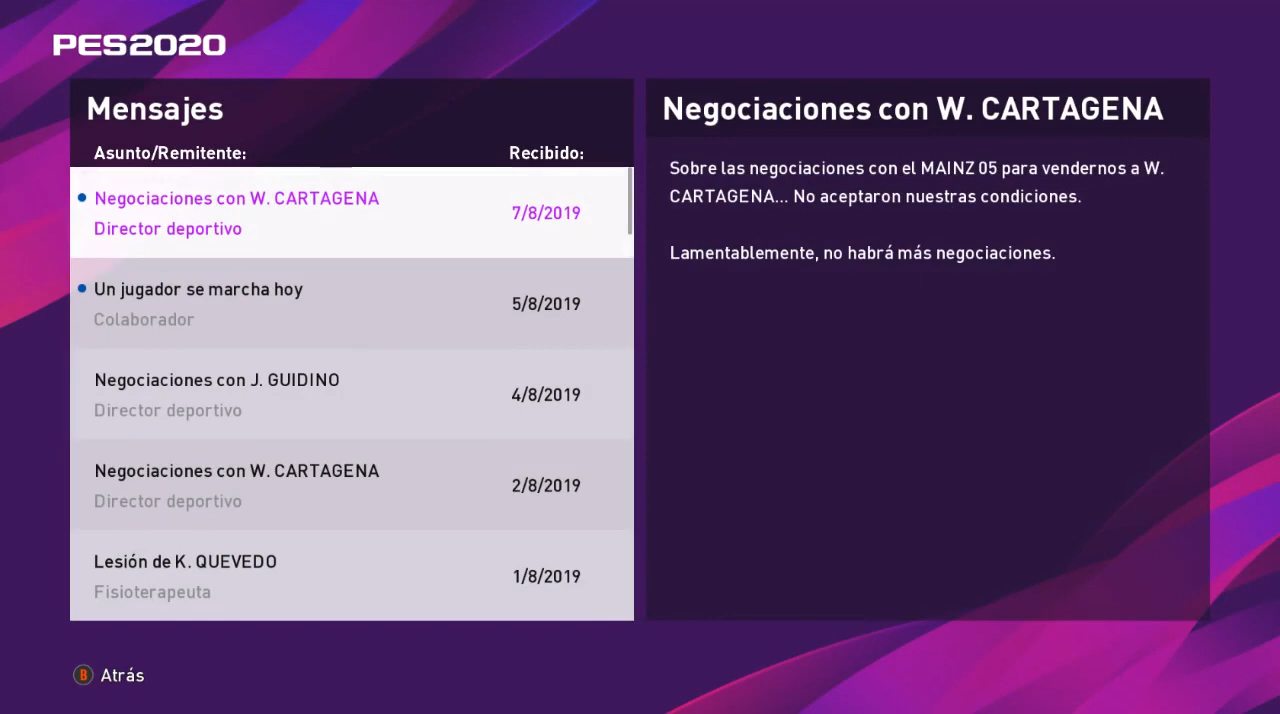 PES2020
Mensajes
Asunto/Remitente: Recibido:
Negociaciones con W. CARTAGENA
Director deportivo
7/8/2019
Un jugador se marcha hoy
Colaborador
5/8/2019
Negociaciones con J. GUIDINO
Director deportivo
4/8/2019
Negociaciones con W. CARTAGENA
Director deportivo
2/8/2019
Lesión de K. QUEVEDO
Fisioterapeuta
1/8/2019
Negociaciones con W. CARTAGENA
Sobre las negociaciones con el MAINZ 05 para vendernos a W.
CARTAGENA... No aceptaron nuestras condiciones.
Lamentablemente, no habrá más negociaciones.
B Atrás